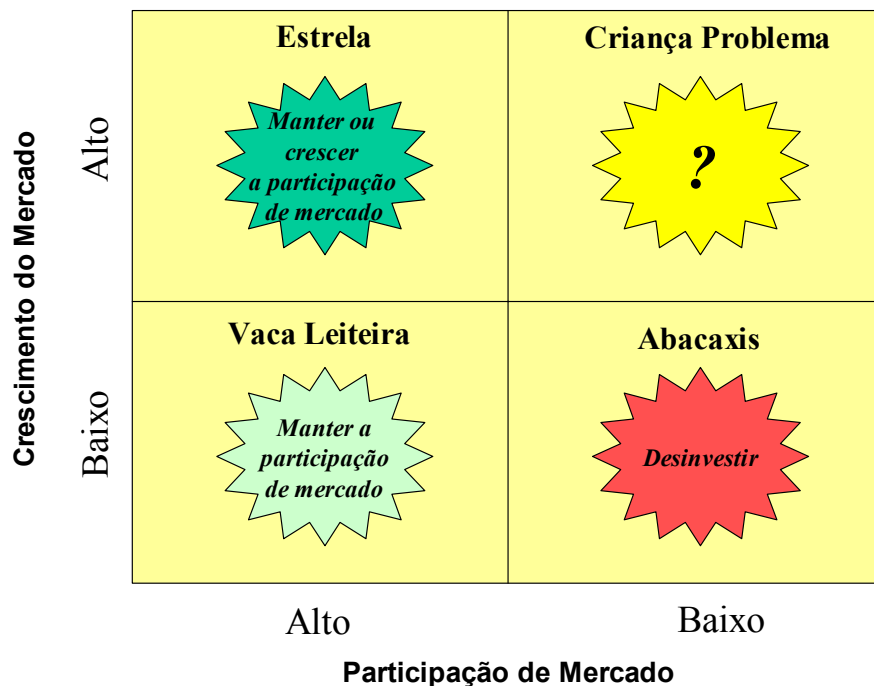 Estrela
Criança Problema
Manter ou
crescer
a participação
de mercado
?
Alto
Crescimento do Mercado
Vaca Leiteira
Abacaxis
Manter a
participação
de mercado
Desinvestir
Baixo
Alto
Baixo
Participação de Mercado